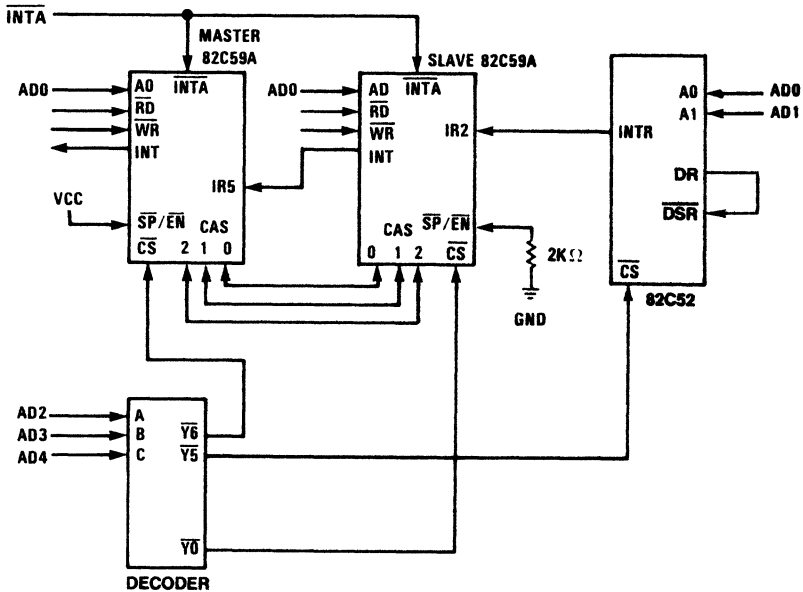 INTA
MASTER
82C59A
SLAVE 82C59A
AD0
A0
INTA
RD
WR
INT
IR5
VCC
SP/EN
CAS
CS
2 1 0
AD0
AD
INTA
RD
WR
IR2
INT
SP/EN
CAS
0 1 2
CS
2KΩ
GND
A0
AD0
A1
AD1
INTR
DR
DSR
CS
82C52
AD2
A
AD3
B
Y6
AD4
C
Y5
Y0
DECODER